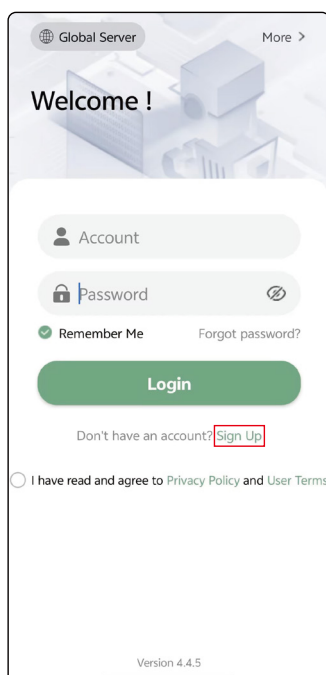 Global Server
More >
Welcome !
Account
Password
Remember Me
Forgot password?
Login
Don't have an account? Sign Up
I have read and agree to Privacy Policy and User Terms
Version 4.4.5